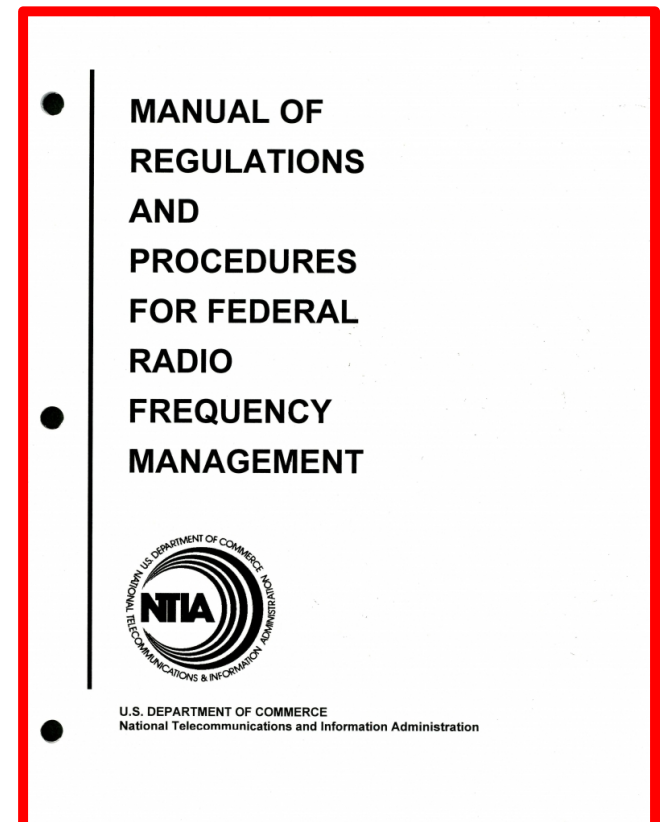 MANUAL OF
REGULATIONS
AND
PROCEDURES
FOR FEDERAL
RADIO
FREQUENCY
MANAGEMENT
U.S. DEPARTMENT OF COMMERCE
NATIONAL TELECOMMUNICATIONS & INFORMATION ADMINISTRATION
NTIA
U.S. DEPARTMENT OF COMMERCE
National Telecommunications and Information Administration